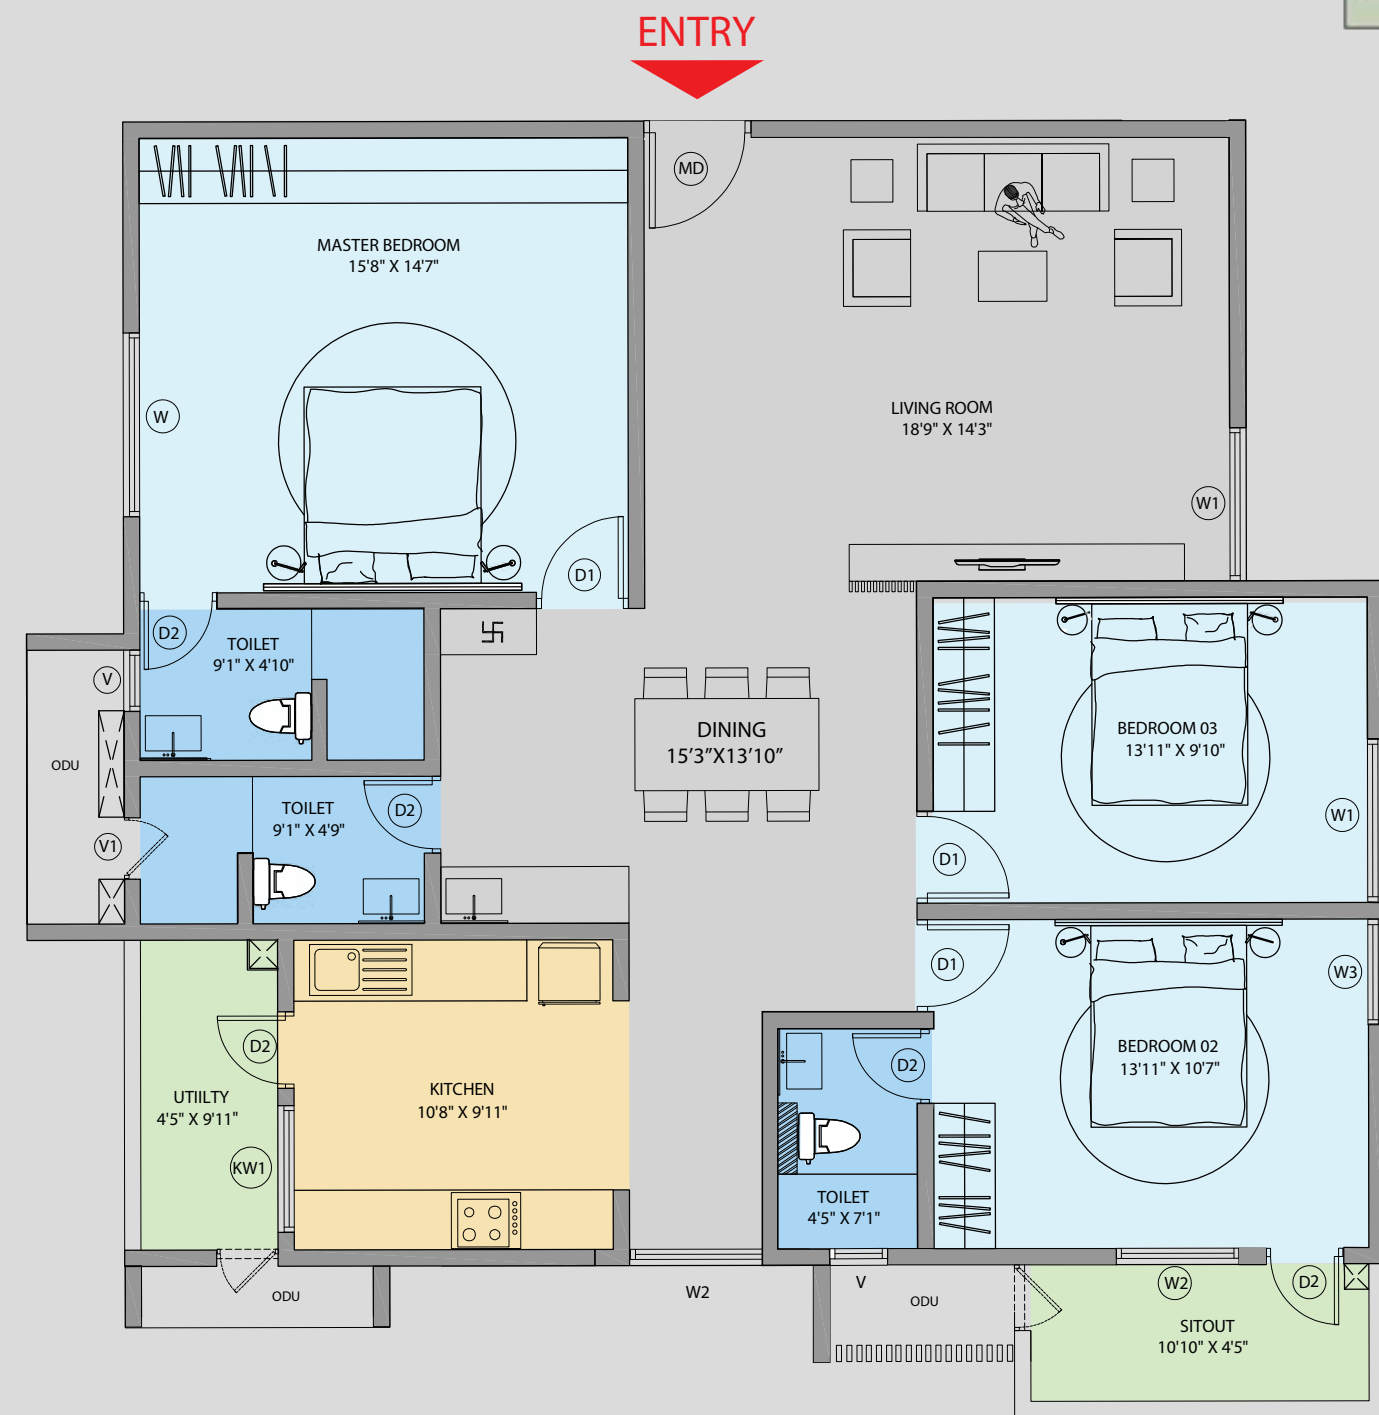 ENTRY
MD
MASTER BEDROOM
15'8" X 14'7"
W
LIVING ROOM
18'9" X 14'3"
W1
D1
D2
TOILET
9'1" X 4'10"
卐
V
ODU
DINING
15'3"X13'10"
BEDROOM 03
13'11" X 9'10"
W1
TOILET
9'1" X 4'9"
D2
V1
D1
D1
W3
D2
UTIILTY
4'5" X 9'11"
KW1
KITCHEN
10'8" X 9'11"
D2
BEDROOM 02
13'11" X 10'7"
TOILET
4'5" X 7'1"
ODU
W2
V
ODU
W2
D2
SITOUT
10'10" X 4'5"